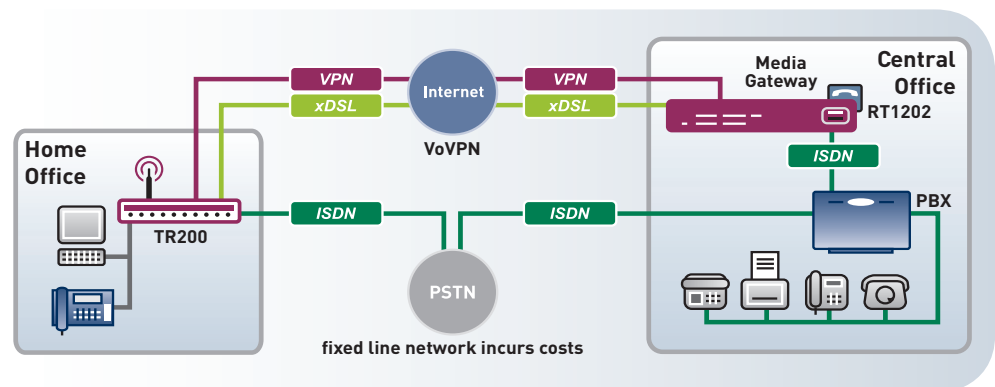 VPN
VPN
xDSL
xDSL
Internet
VoVPN
Home
Office
TR200
ISDN
ISDN
PSTN
fixed line network incurs costs
Central
Office
Media
Gateway
RT1202
ISDN
PBX